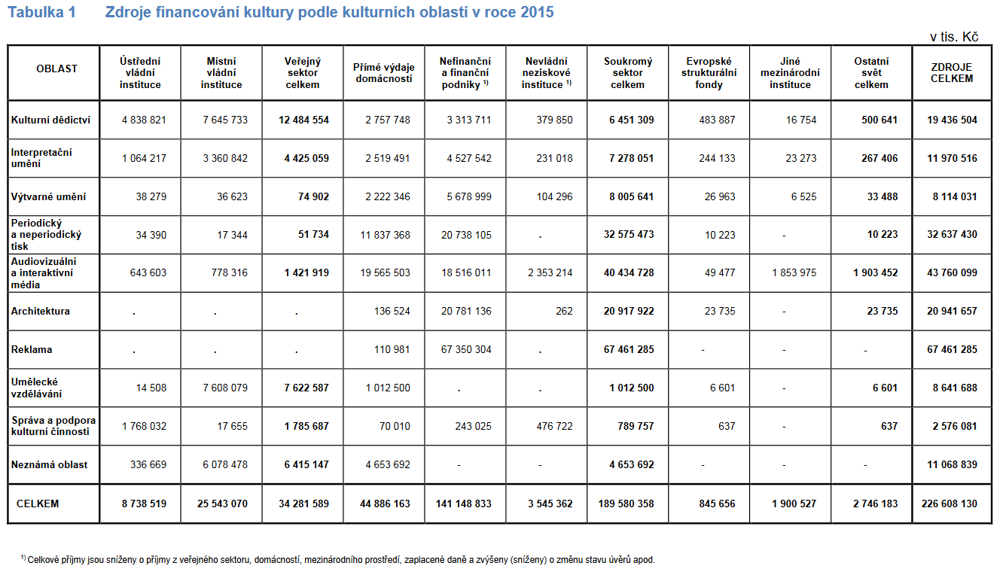 Tabulka 1 Zdroje financování kultury podle kulturních oblastí v roce 2015
v tis. Kč
OBLAST | Ústřední vládní instituce | Místní vládní instituce | Veřejný sektor celkem | Přímé výdaje domácností | Nefinanční a finanční podniky 1) | Nevládní neziskové instituce 1) | Soukromý sektor celkem | Evropské strukturální fondy | Jiné mezinárodní instituce | Ostatní svět celkem | ZDROJE CELKEM
Kulturní dědictví 4 838 821 7 645 733 12 484 554 2 757 748 3 313 711 379 850 6 451 309 483 887 16 754 500 641 19 436 504
Interpretační umění 1 064 217 3 360 842 4 425 059 2 519 491 4 527 542 231 018 7 278 051 244 133 23 273 267 406 11 970 516
Výtvarné umění 38 279 36 623 74 902 2 222 346 5 678 999 104 296 8 005 641 26 963 6 525 33 488 8 114 031
Periodický a neperiodický tisk 34 390 17 344 51 734 11 837 368 20 738 105 . 32 575 473 10 223 - 10 223 32 637 430
Audiovizuální a interaktivní média 643 603 778 316 1 421 919 19 565 503 18 516 011 2 353 214 40 434 728 49 477 1 853 975 1 903 452 43 760 099
Architektura . . . 136 524 20 781 136 262 20 917 922 23 735 - 23 735 20 941 657
Reklama . . . 110 981 67 350 304 . 67 461 285 - - - 67 461 285
Umělecké vzdělávání 14 508 7 608 079 7 622 587 1 012 500 . . 1 012 500 6 601 - 6 601 8 641 688
Správa a podpora kulturní činnosti 1 768 032 17 655 1 785 687 70 010 243 025 476 722 789 757 637 - 637 2 576 081
Neznámá oblast 336 669 6 078 478 6 415 147 4 653 692 - - 4 653 692 - - - 11 068 839
CELKEM 8 738 519 25 543 070 34 281 589 44 886 163 141 148 833 3 545 362 189 580 358 845 656 1 900 527 2 746 183 226 608 130
1) Celkové příjmy jsou sníženy o příjmy z veřejného sektoru, domácností, mezinárodního prostředí, zaplacené daně a zvýšeny (sníženy) o změnu stavu úvěrů apod.